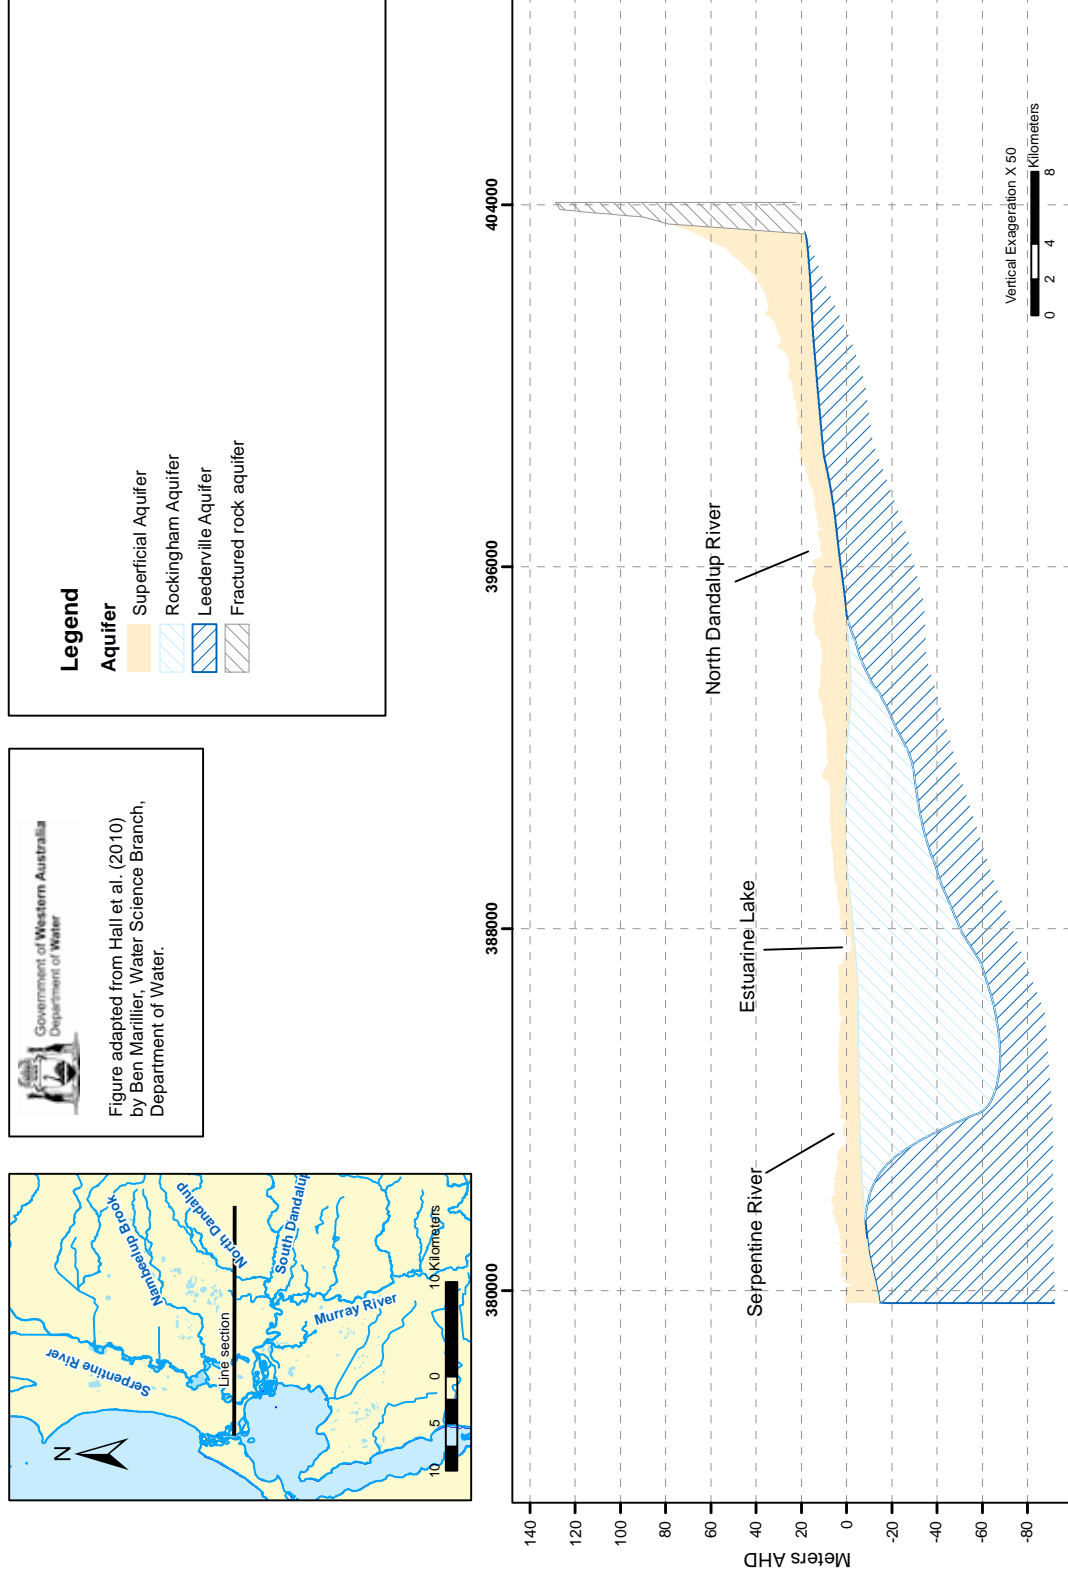 Serpentine River
Nambeelup Brook
North Dandalup
South Dandalup
Murray River
Line section
N
10
5
0
10 Kilometers
Government of Western Australia
Department of Water
Figure adapted from Hall et al. (2010)
by Ben Marillier, Water Science Branch,
Department of Water.
Legend
Aquifer
Superficial Aquifer
Rockingham Aquifer
Leederville Aquifer
Fractured rock aquifer
380000
388000
396000
404000
Meters AHD
140
120
100
80
60
40
20
0
-20
-40
-60
-80
Serpentine River
Estuarine Lake
North Dandalup River
Vertical Exageration X 50
Kilometers
0
2
4
8